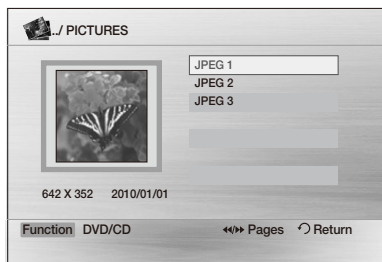 ../ PICTURES
JPEG 1
JPEG 2
JPEG 3
642 X 352 2010/01/01
Function DVD/CD ◄◄/►► Pages ↶ Return